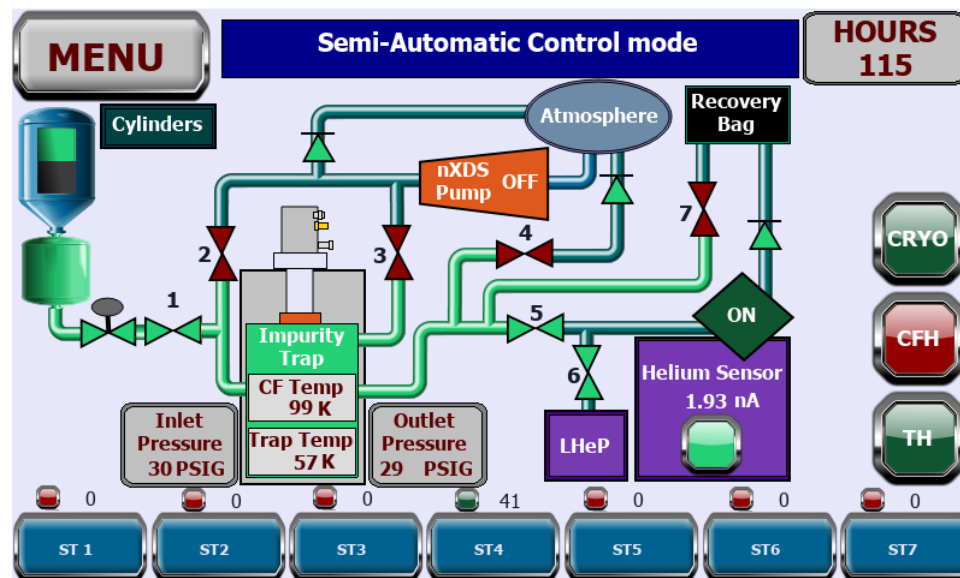 MENU
Semi-Automatic Control mode
HOURS
115
Cylinders
Atmosphere
Recovery
Bag
nXDS
Pump
OFF
1
2
3
4
5
6
7
ON
Impurity
Trap
CF Temp
99 K
Trap Temp
57 K
Inlet
Pressure
30 PSIG
Outlet
Pressure
29 PSIG
LHeP
Helium Sensor
1.93 nA
CRYO
CFH
TH
0
0
0
41
0
0
0
ST 1
ST2
ST3
ST4
ST5
ST6
ST7